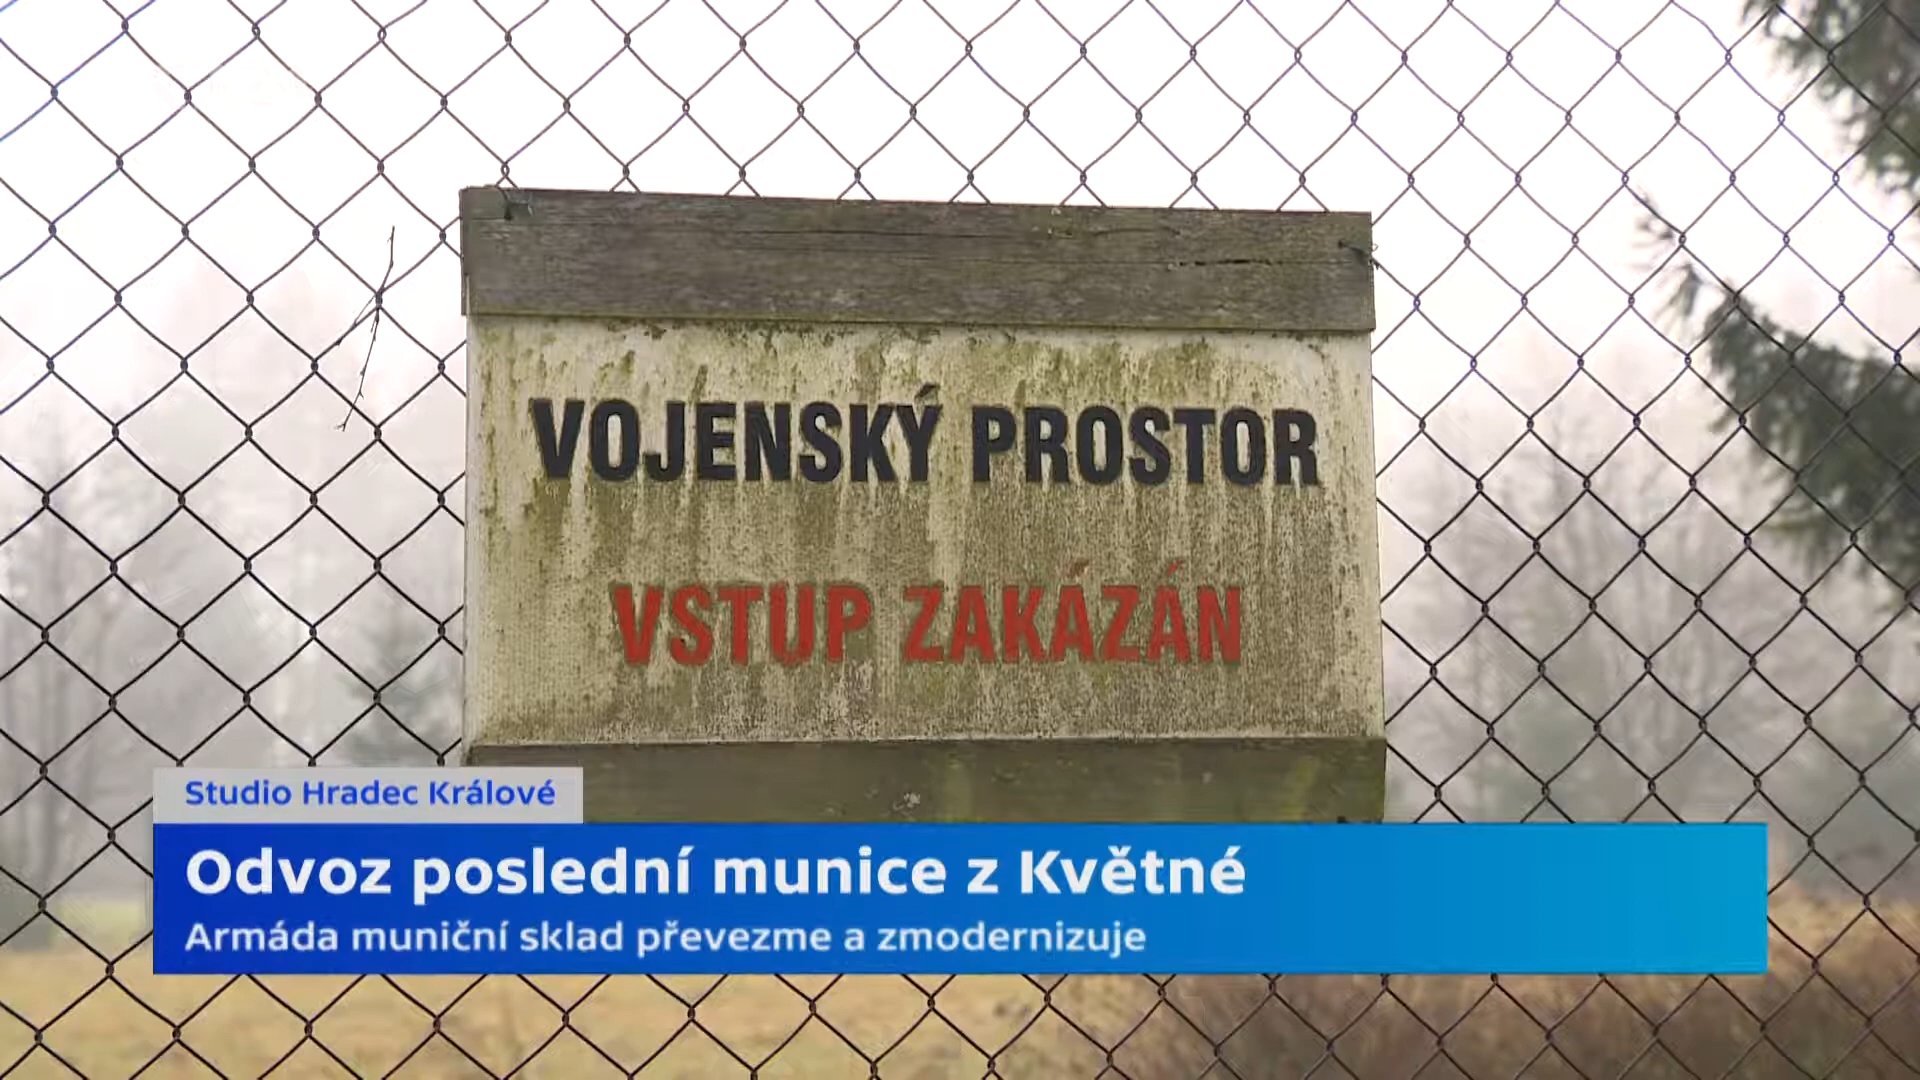 VOJENSKÝ PROSTOR
VSTUP ZAKÁZÁN
Studio Hradec Králové
Odvoz poslední munice z Květné
Armáda muniční sklad převezme a zmodernizuje